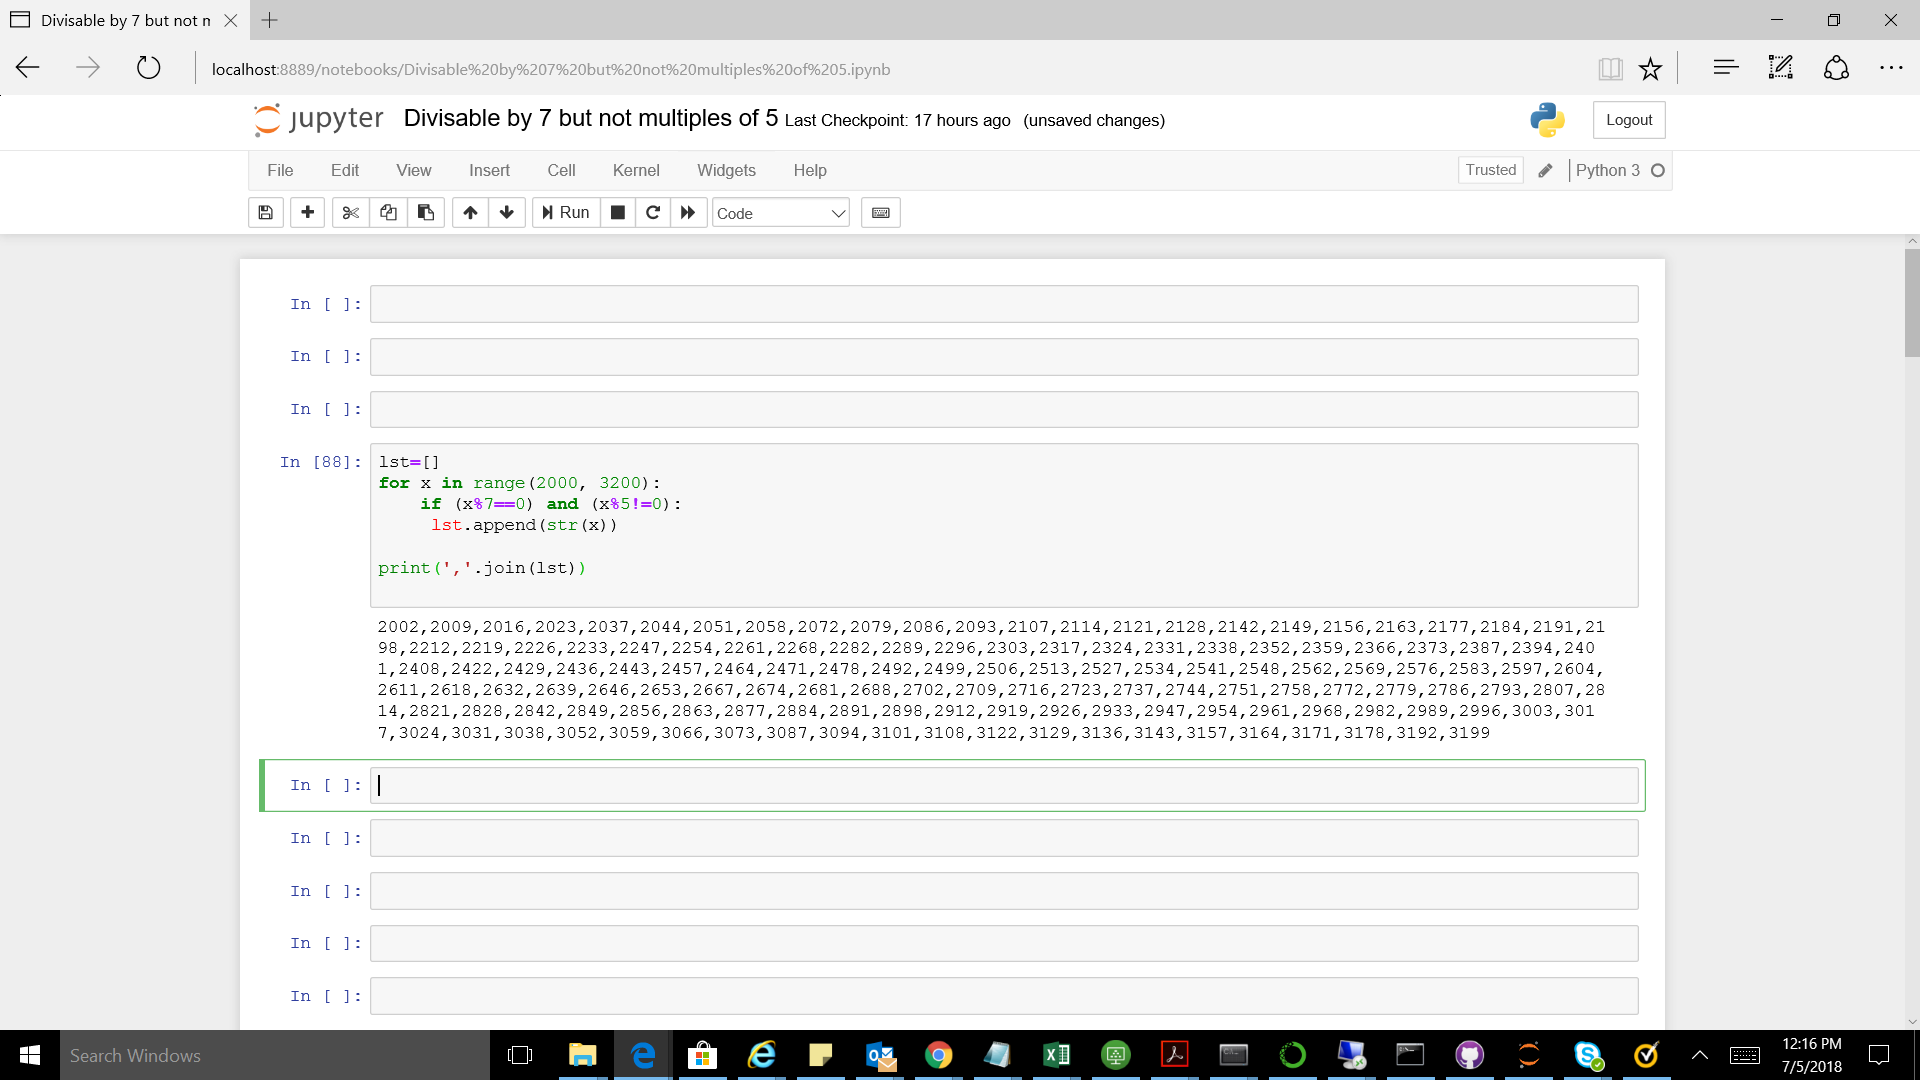 Divisable by 7 but not n
localhost:8889/notebooks/Divisable%20by%207%20but%20not%20multiples%20of%205.ipynb
jupyter Divisable by 7 but not multiples of 5 Last Checkpoint: 17 hours ago (unsaved changes) Logout
File Edit View Insert Cell Kernel Widgets Help Trusted Python 3
Run Code
In [ ]:
In [ ]:
In [ ]:
In [88]: lst=[]
for x in range(2000, 3200):
    if (x%7==0) and (x%5!=0):
     lst.append(str(x))
print(','.join(lst))
2002,2009,2016,2023,2037,2044,2051,2058,2072,2079,2086,2093,2107,2114,2121,2128,2142,2149,2156,2163,2177,2184,2191,21
98,2212,2219,2226,2233,2247,2254,2261,2268,2282,2289,2296,2303,2317,2324,2331,2338,2352,2359,2366,2373,2387,2394,240
1,2408,2422,2429,2436,2443,2457,2464,2471,2478,2492,2499,2506,2513,2527,2534,2541,2548,2562,2569,2576,2583,2597,2604,
2611,2618,2632,2639,2646,2653,2667,2674,2681,2688,2702,2709,2716,2723,2737,2744,2751,2758,2772,2779,2786,2793,2807,28
14,2821,2828,2842,2849,2856,2863,2877,2884,2891,2898,2912,2919,2926,2933,2947,2954,2961,2968,2982,2989,2996,3003,301
7,3024,3031,3038,3052,3059,3066,3073,3087,3094,3101,3108,3122,3129,3136,3143,3157,3164,3171,3178,3192,3199
In [ ]:
In [ ]:
In [ ]:
In [ ]:
In [ ]:
Search Windows
12:16 PM
7/5/2018